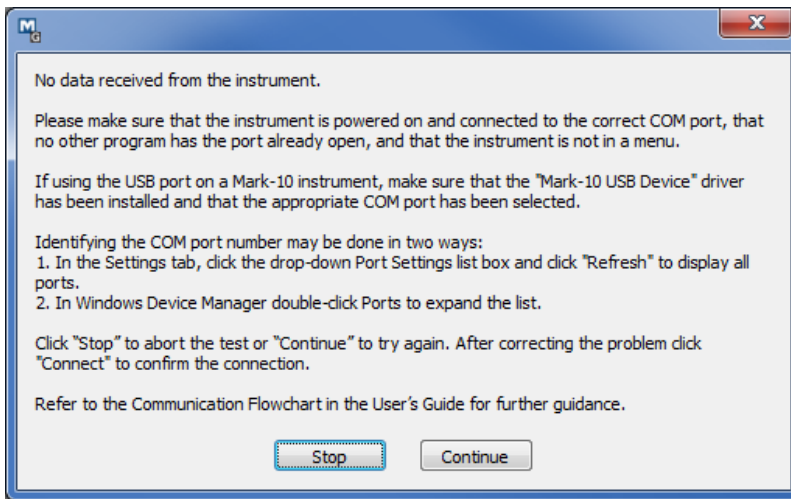 M
G
X
No data received from the instrument.
Please make sure that the instrument is powered on and connected to the correct COM port, that
no other program has the port already open, and that the instrument is not in a menu.
If using the USB port on a Mark-10 instrument, make sure that the "Mark-10 USB Device" driver
has been installed and that the appropriate COM port has been selected.
Identifying the COM port number may be done in two ways:
1. In the Settings tab, click the drop-down Port Settings list box and click "Refresh" to display all
ports.
2. In Windows Device Manager double-click Ports to expand the list.
Click “Stop” to abort the test or “Continue” to try again. After correcting the problem click
"Connect" to confirm the connection.
Refer to the Communication Flowchart in the User’s Guide for further guidance.
Stop
Continue